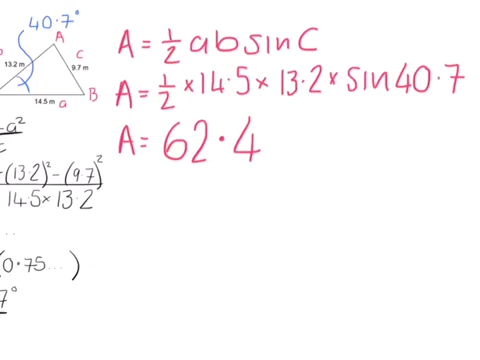 40.7°
A
13.2 m
c
9.7 m
14.5 m
a
B
A = 1/2 ab sin C
A = 1/2 × 14.5 × 13.2 × sin 40.7
A = 62.4
-a²
(13.2)² - (9.7)²
14.5 × 13.2
...
(0.75...)
7°